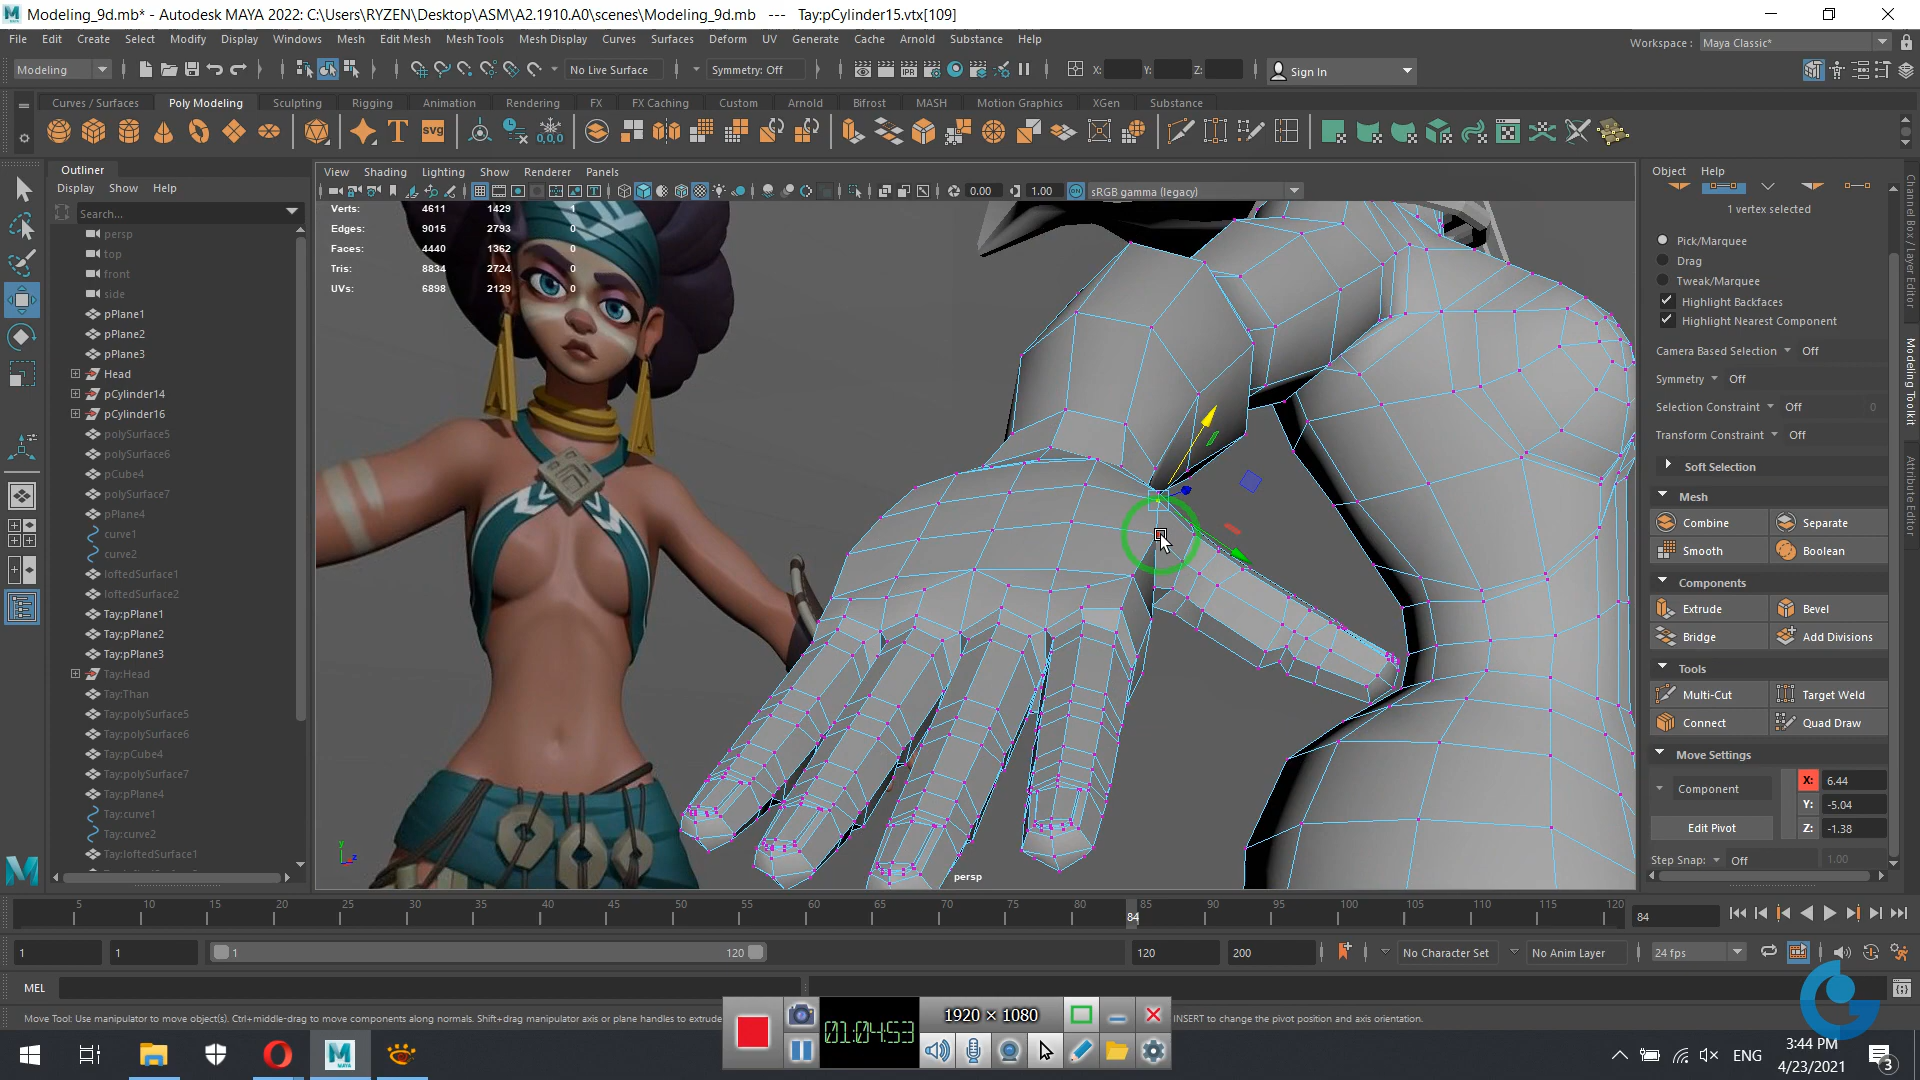 Modeling_9d.mb* - Autodesk MAYA 2022: C:\Users\RYZEN\Desktop\ASM\A2.1910.A0\scenes\Modeling_9d.mb   ---   Tay:pCylinder15.vtx[109]
File Edit Create Select Modify Display Windows Mesh Edit Mesh Mesh Tools Mesh Display Curves Surfaces Deform UV Generate Cache Arnold Substance Help
Workspace : Maya Classic*
Modeling No Live Surface Symmetry: Off X: Y: Z: Sign In
Curves / Surfaces Poly Modeling Sculpting Rigging Animation Rendering FX FX Caching Custom Arnold Bifrost MASH Motion Graphics XGen Substance
T svg 0,0,0
Outliner
Display Show Help
Search...
persp
top
front
side
pPlane1
pPlane2
pPlane3
Head
pCylinder14
pCylinder16
polySurface5
polySurface6
pCube4
polySurface7
pPlane4
curve1
curve2
loftedSurface1
loftedSurface2
Tay:pPlane1
Tay:pPlane2
Tay:pPlane3
Tay:Head
Tay:Than
Tay:polySurface5
Tay:polySurface6
Tay:pCube4
Tay:polySurface7
Tay:pPlane4
Tay:curve1
Tay:curve2
Tay:loftedSurface1
View Shading Lighting Show Renderer Panels
0.00 1.00 sRGB gamma (legacy)
Verts: 4611 1429 1
Edges: 9015 2793 0
Faces: 4440 1362 0
Tris: 8834 2724 0
UVs: 6898 2129 0
y
z
persp
Object Help
1 vertex selected
Pick/Marquee
Drag
Tweak/Marquee
Highlight Backfaces
Highlight Nearest Component
Camera Based Selection Off
Symmetry Off
Selection Constraint Off 0
Transform Constraint Off
Soft Selection
Mesh
Combine Separate
Smooth Boolean
Components
Extrude Bevel
Bridge Add Divisions
Tools
Multi-Cut Target Weld
Connect Quad Draw
Move Settings
Component X: 6.44
Y: -5.04
Edit Pivot Z: -1.38
Step Snap: Off 1.00
Channel Box / Layer Editor
Modeling Toolkit
Attribute Editor
5 10 15 20 25 30 35 40 45 50 55 60 65 70 75 80 84 85 90 95 100 105 110 115 120 84
1 1 1 120 120 200 No Character Set No Anim Layer 24 fps
MEL
Move Tool: Use manipulator to move object(s). Ctrl+middle-drag to move components along normals. Shift+drag manipulator axis or plane handles to extrude
INSERT to change the pivot position and axis orientation.
01:04:53 1920 × 1080
MAYA
ENG
3:44 PM
4/23/2021
3